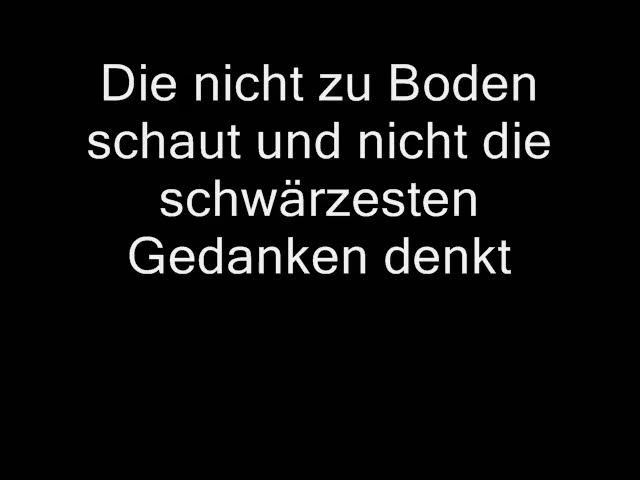 Die nicht zu Boden
schaut und nicht die
schwärzesten
Gedanken denkt